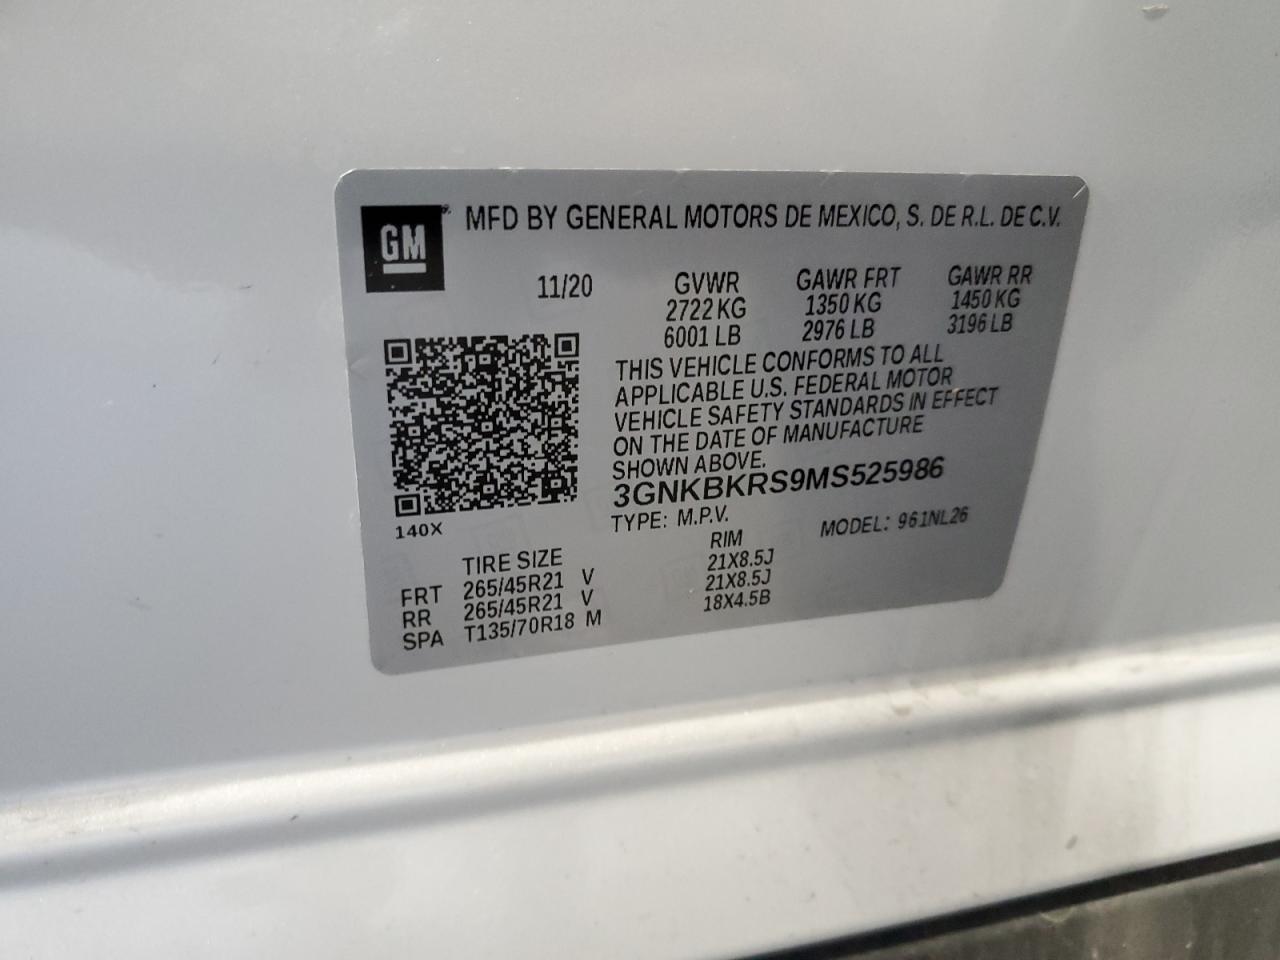 GM
MFD BY GENERAL MOTORS DE MEXICO, S. DE R.L. DE C.V.
11/20 GVWR GAWR FRT GAWR RR
2722 KG 1350 KG 1450 KG
6001 LB 2976 LB 3196 LB
THIS VEHICLE CONFORMS TO ALL
APPLICABLE U.S. FEDERAL MOTOR
VEHICLE SAFETY STANDARDS IN EFFECT
ON THE DATE OF MANUFACTURE
SHOWN ABOVE.
3GNKBKRS9MS525986
140X
TYPE: M.P.V. MODEL: 961NL26
TIRE SIZE RIM
FRT 265/45R21 V 21X8.5J
RR 265/45R21 V 21X8.5J
SPA T135/70R18 M 18X4.5B